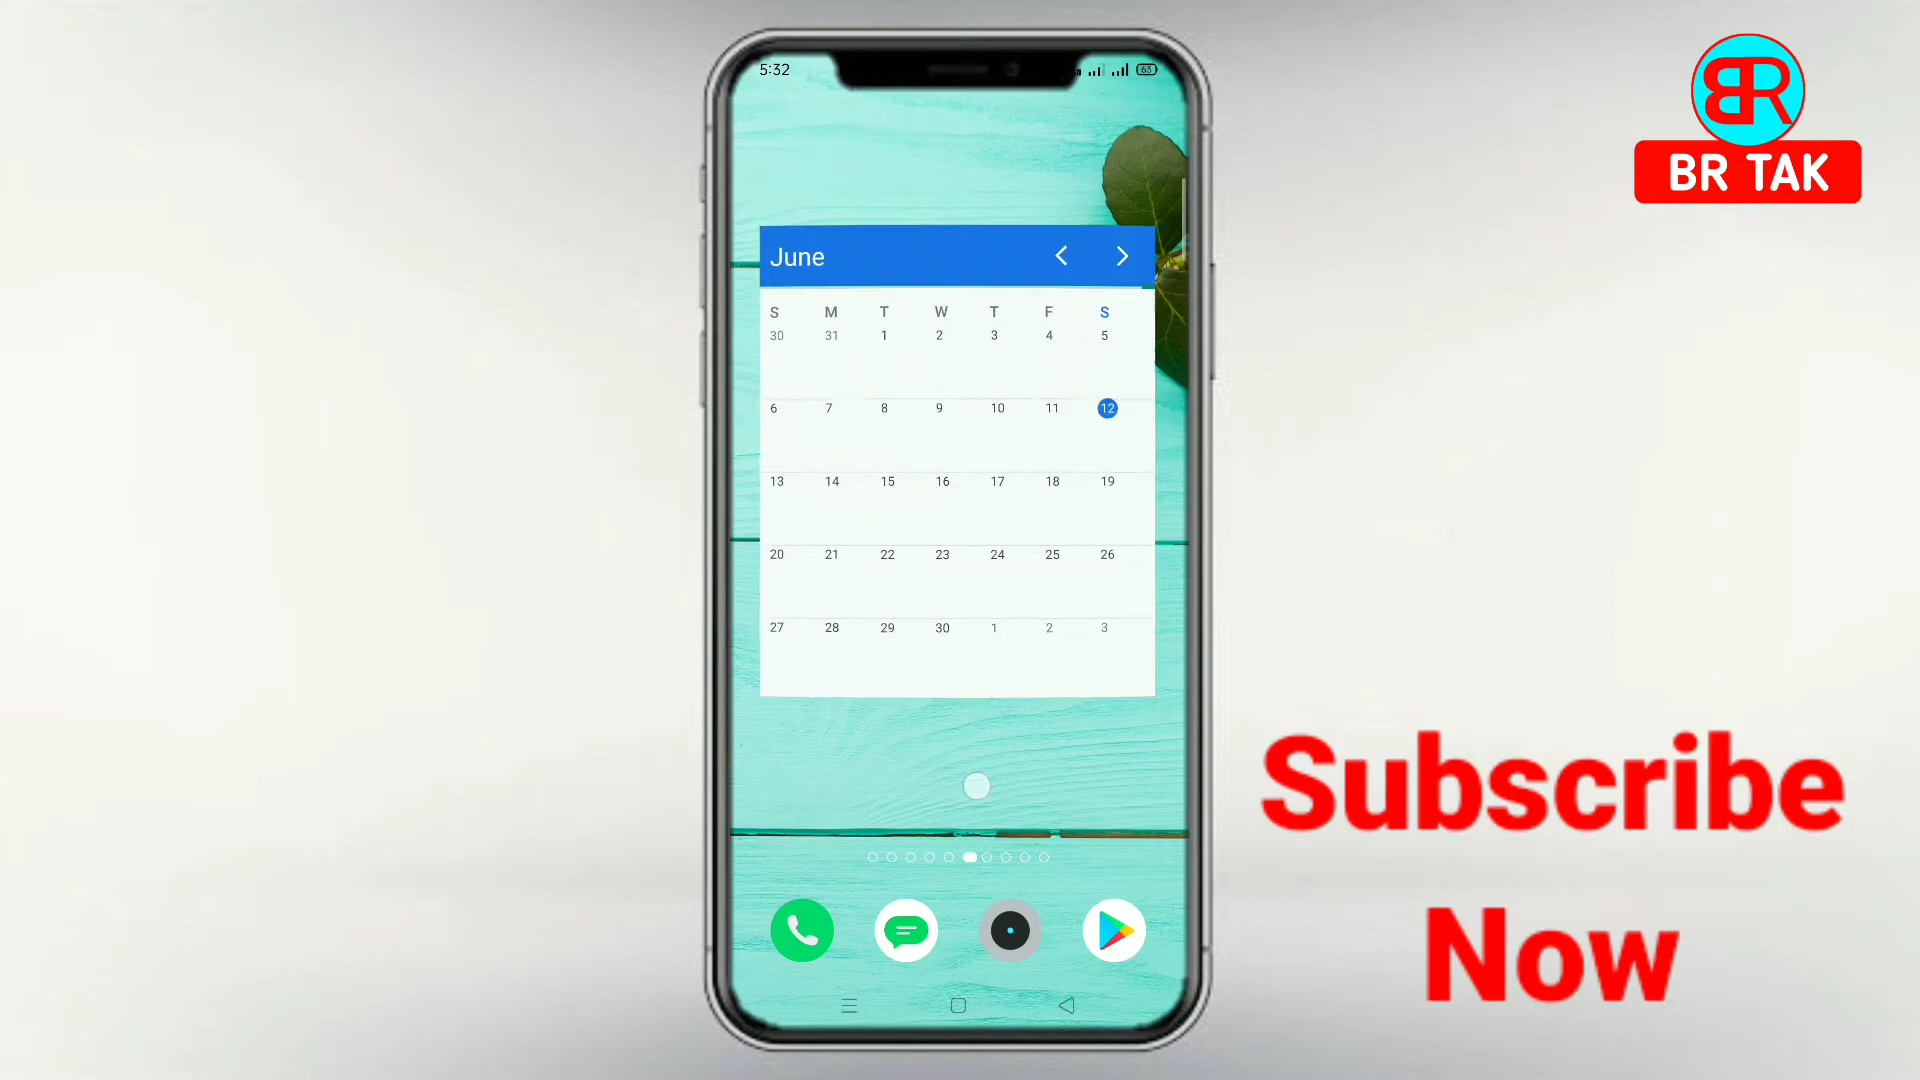 5:32
63
BR
BR TAK
June
S M T W T F S
30 31 1 2 3 4 5
6 7 8 9 10 11 12
13 14 15 16 17 18 19
20 21 22 23 24 25 26
27 28 29 30 1 2 3
Subscribe
Now